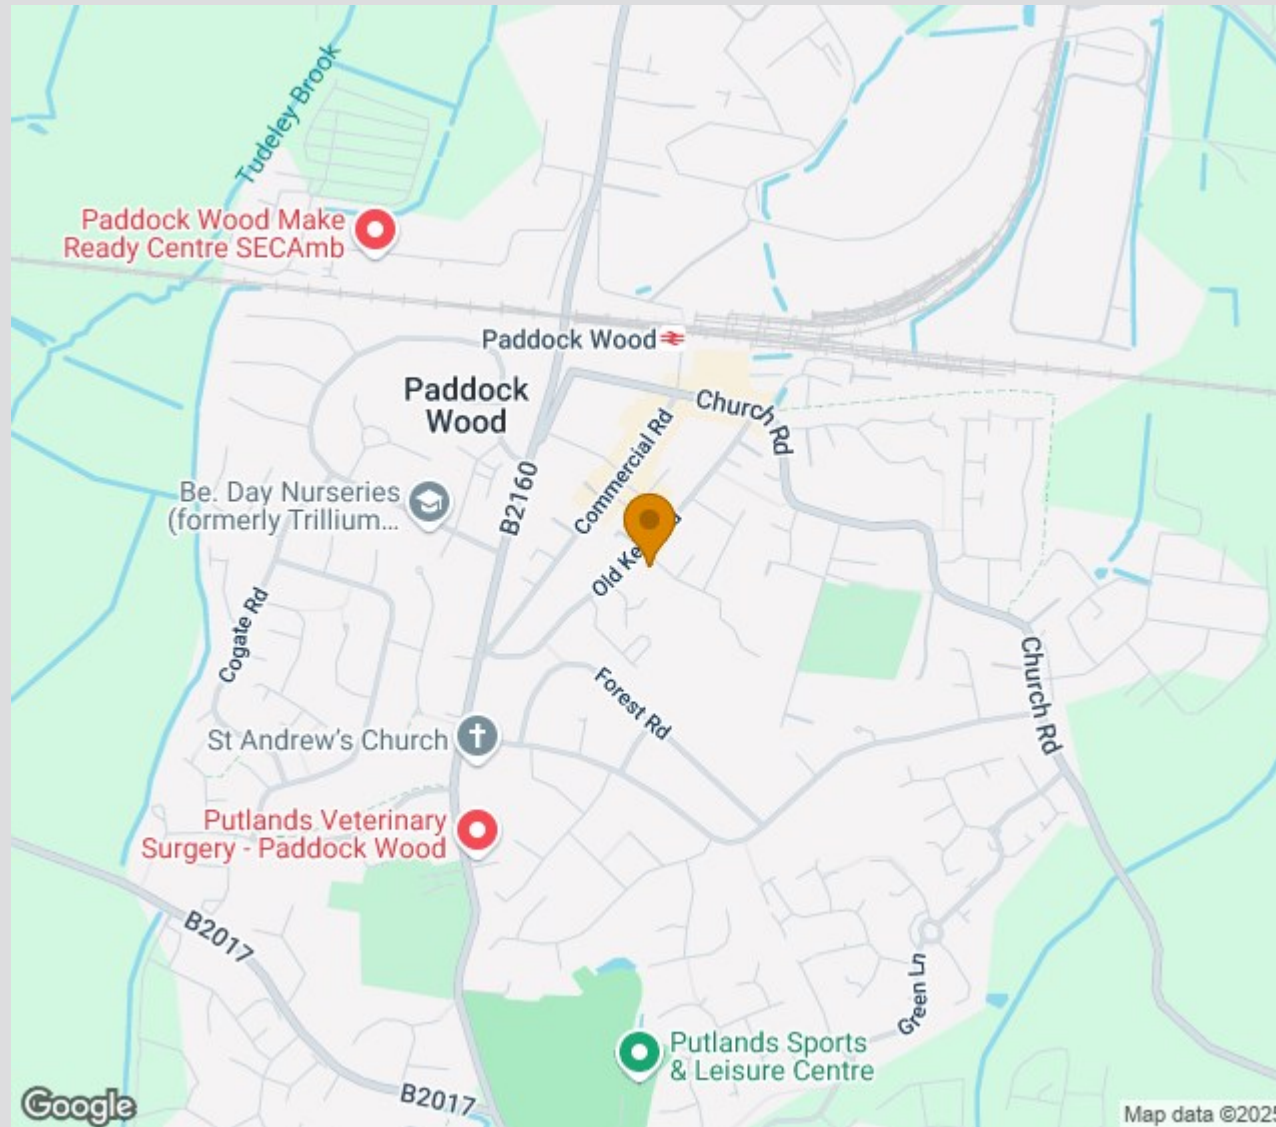 Tudeley Brook
Paddock Wood Make
Ready Centre SECAmb
Paddock Wood
Paddock
Wood
Church Rd
Commercial Rd
Be. Day Nurseries
(formerly Trillium...
B2160
Old Ke
Cogate Rd
Forest Rd
Church Rd
St Andrew's Church
Putlands Veterinary
Surgery - Paddock Wood
B2017
Green Ln
Putlands Sports
& Leisure Centre
B2017
Google
Map data ©2025